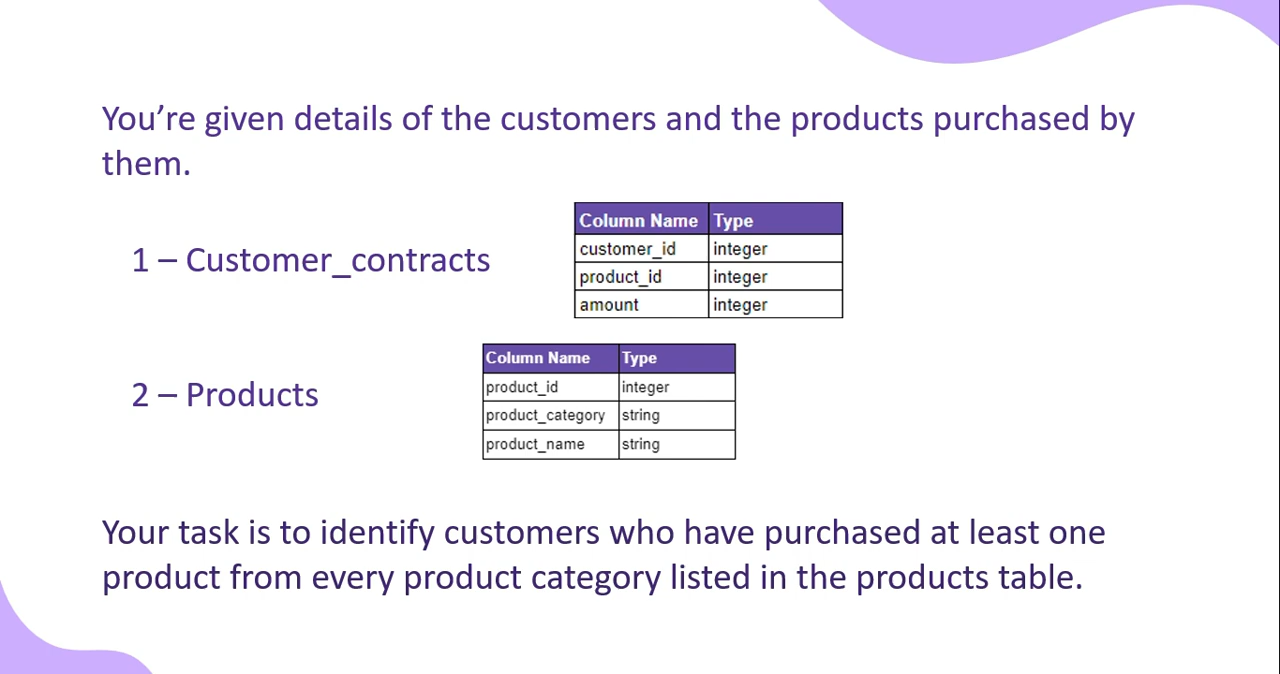 You’re given details of the customers and the products purchased by
them.
1 – Customer_contracts
Column Name Type
customer_id integer
product_id integer
amount integer
2 – Products
Column Name Type
product_id integer
product_category string
product_name string
Your task is to identify customers who have purchased at least one
product from every product category listed in the products table.